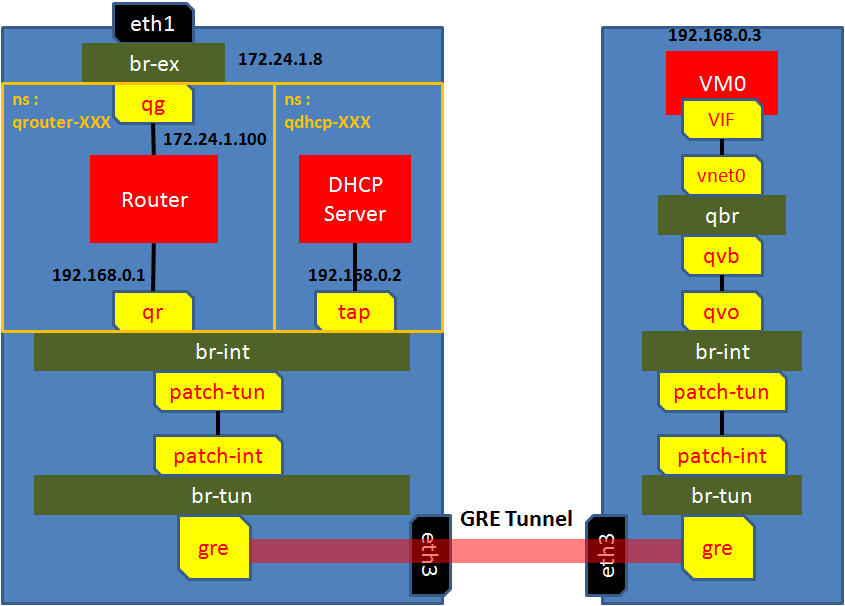 eth1
br-ex
172.24.1.8
ns :
qrouter-XXX
qg
172.24.1.100
Router
192.168.0.1
qr
ns :
qdhcp-XXX
DHCP
Server
192.168.0.2
tap
br-int
patch-tun
patch-int
br-tun
gre
eth3
GRE Tunnel
192.168.0.3
VM0
VIF
vnet0
qbr
qvb
qvo
br-int
patch-tun
patch-int
br-tun
eth3
gre